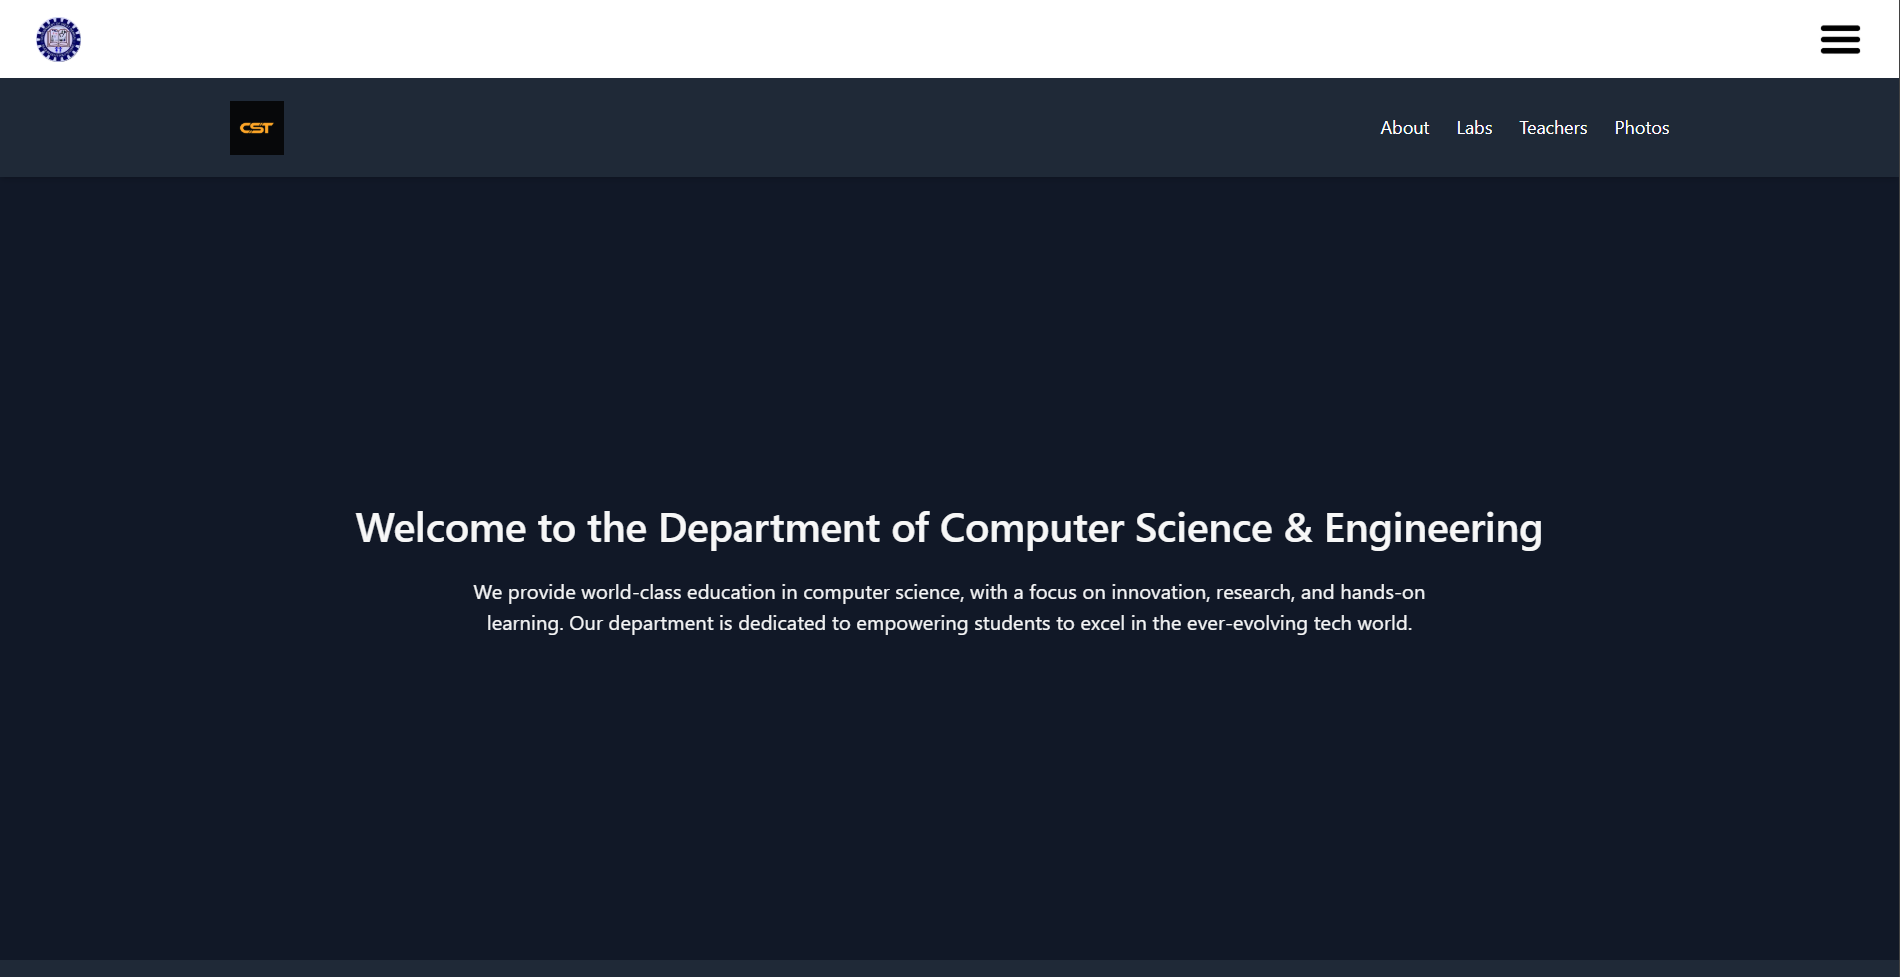 CST
About Labs Teachers Photos
Welcome to the Department of Computer Science & Engineering
We provide world-class education in computer science, with a focus on innovation, research, and hands-on
learning. Our department is dedicated to empowering students to excel in the ever-evolving tech world.